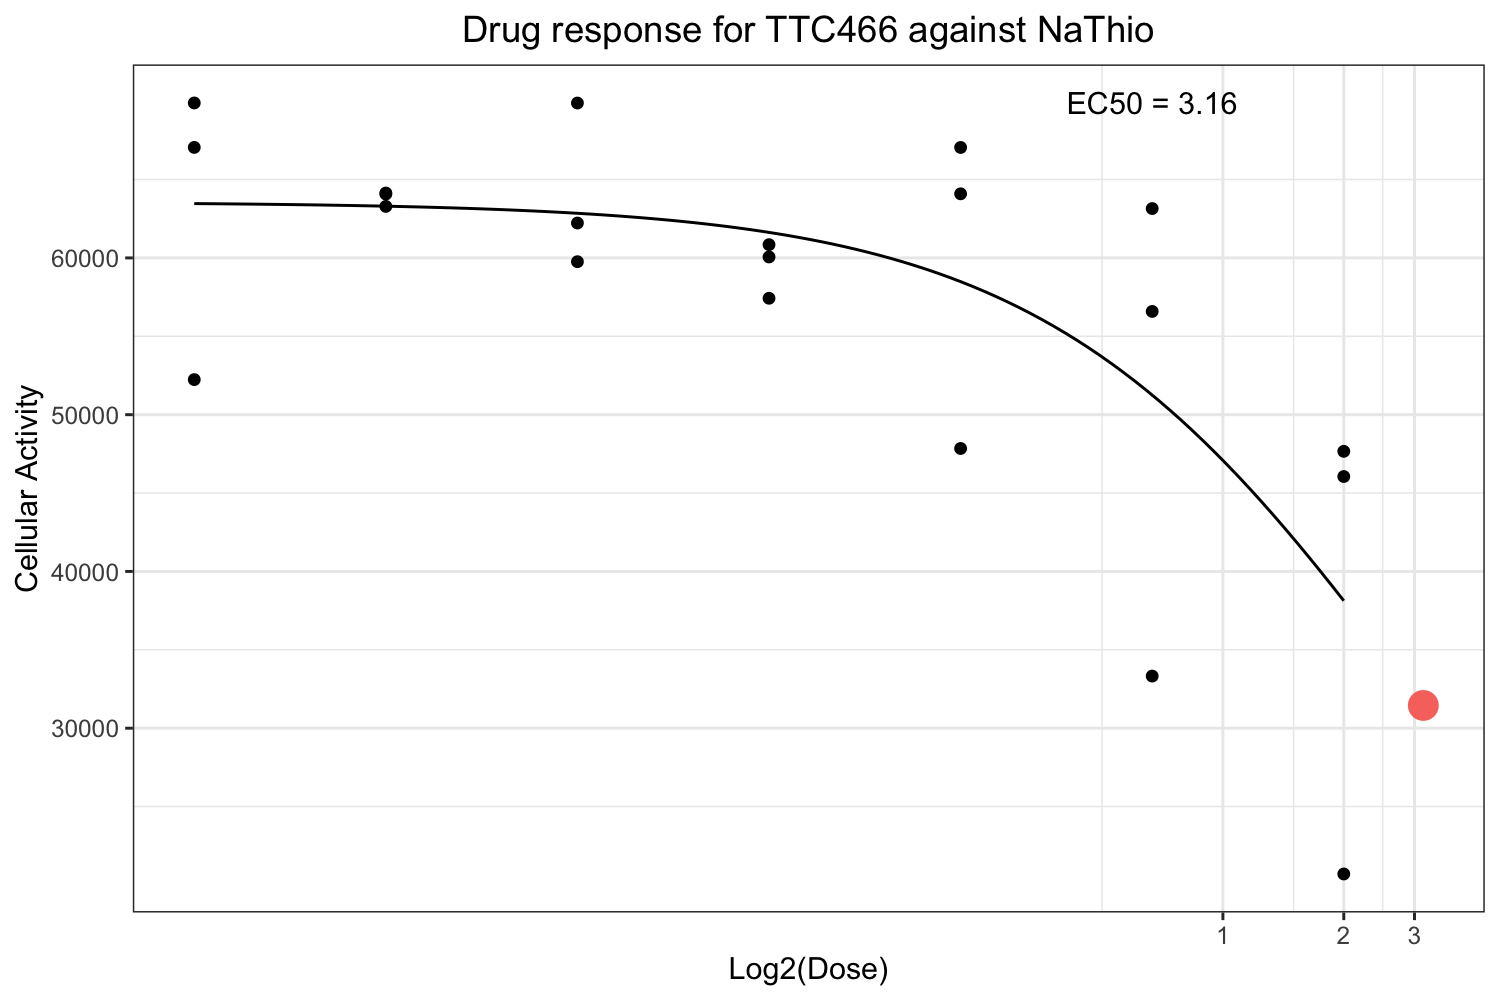 Drug response for TTC466 against NaThio
EC50 = 3.16
Cellular Activity
60000
50000
40000
30000
1 2 3
Log2(Dose)